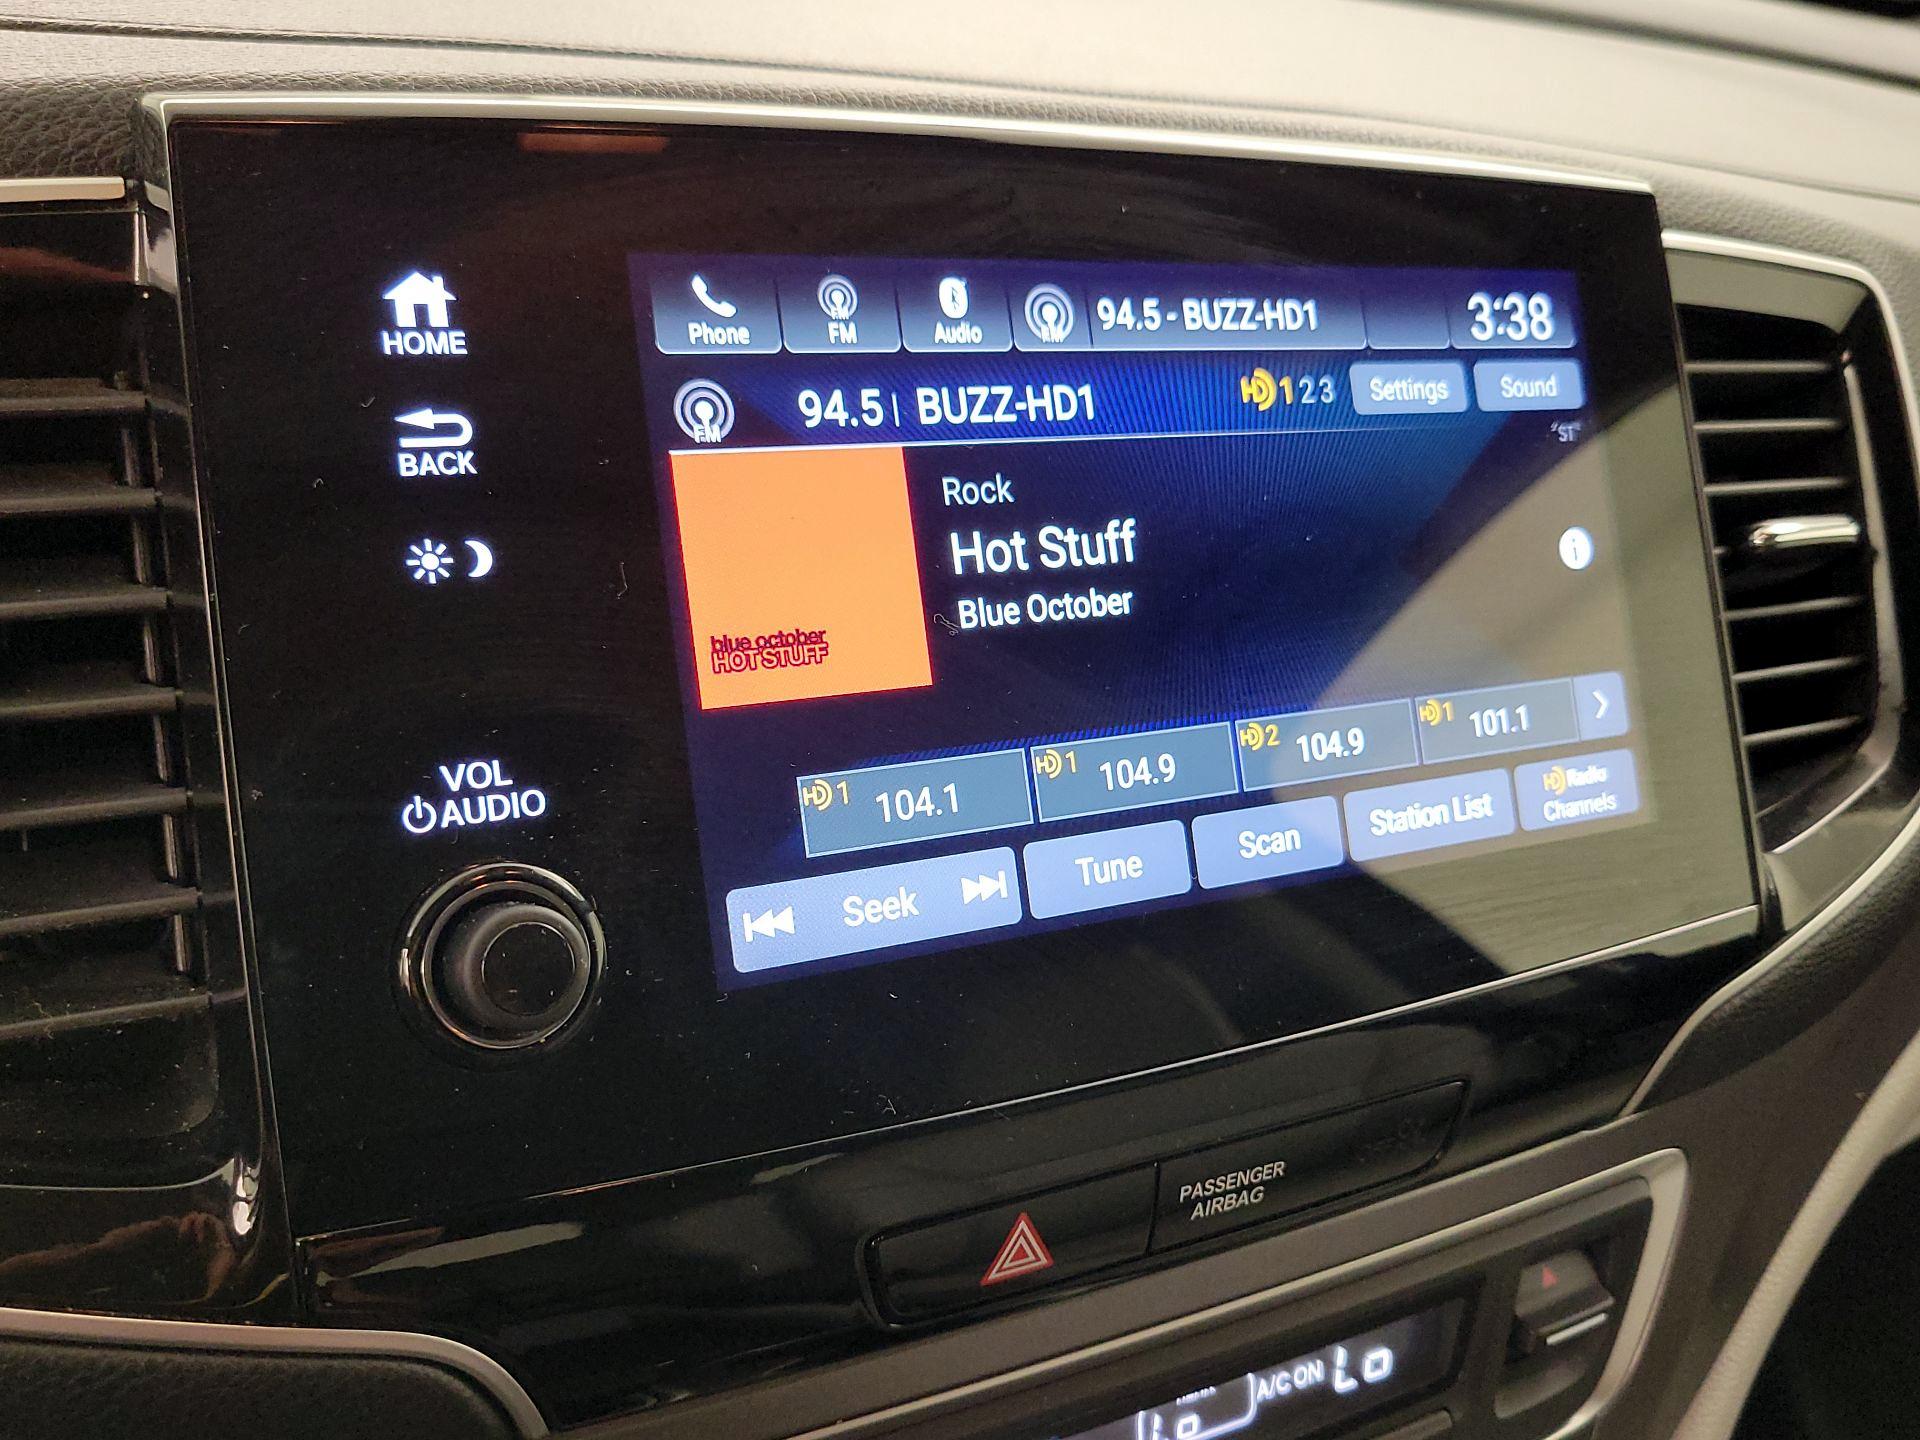 HOME
BACK
VOL
AUDIO
Phone
FM
Audio
FM
94.5 - BUZZ-HD1
3:38
FM
94.5 | BUZZ-HD1
HD 1 2 3
Settings
Sound
"ST"
Rock
Hot Stuff
Blue October
i
blue october
HOT STUFF
HD 1 104.1
HD 1 104.9
HD 2 104.9
HD 1 101.1
Seek
Tune
Scan
Station List
HD Radio
Channels
PASSENGER
AIRBAG
A/C ON
Lo
Lo